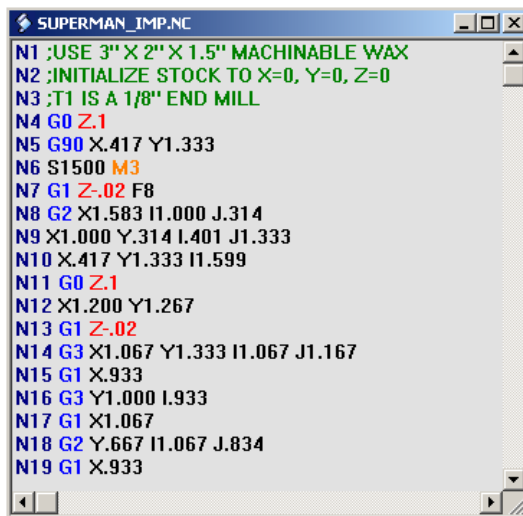 SUPERMAN_IMP.NC
N1 ;USE 3" X 2" X 1.5" MACHINABLE WAX
N2 ;INITIALIZE STOCK TO X=0, Y=0, Z=0
N3 ;T1 IS A 1/8" END MILL
N4 G0 Z.1
N5 G90 X.417 Y1.333
N6 S1500 M3
N7 G1 Z-.02 F8
N8 G2 X1.583 I1.000 J.314
N9 X1.000 Y.314 I.401 J1.333
N10 X.417 Y1.333 I1.599
N11 G0 Z.1
N12 X1.200 Y1.267
N13 G1 Z-.02
N14 G3 X1.067 Y1.333 I1.067 J1.167
N15 G1 X.933
N16 G3 Y1.000 I.933
N17 G1 X1.067
N18 G2 Y.667 I1.067 J.834
N19 G1 X.933